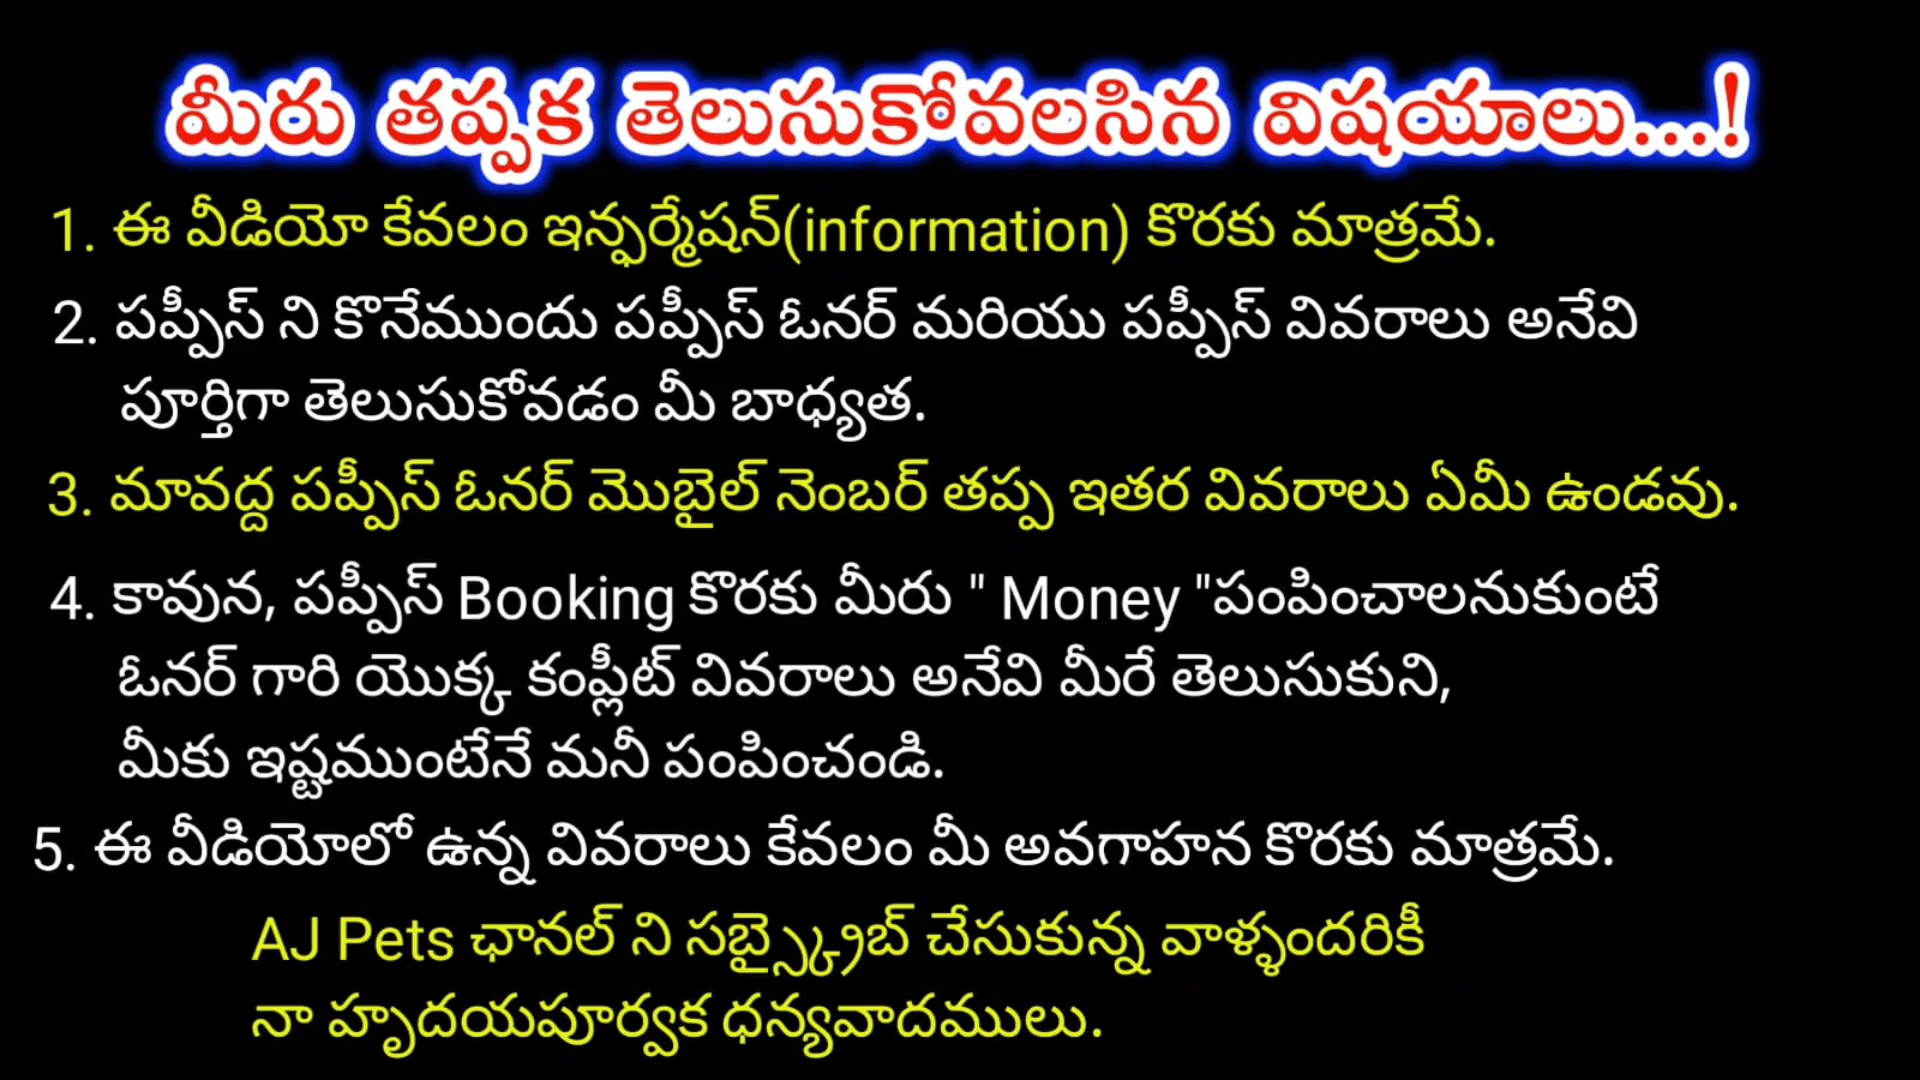 మీరు తప్పక తెలుసుకోవలసిన విషయాలు...!
1. ఈ వీడియో కేవలం ఇన్ఫర్మేషన్(information) కొరకు మాత్రమే.
2. పప్పీస్ ని కొనేముందు పప్పీస్ ఓనర్ మరియు పప్పీస్ వివరాలు అనేవి
పూర్తిగా తెలుసుకోవడం మీ బాధ్యత.
3. మావద్ద పప్పీస్ ఓనర్ మొబైల్ నెంబర్ తప్ప ఇతర వివరాలు ఏమీ ఉండవు.
4. కావున, పప్పీస్ Booking కొరకు మీరు " Money "పంపించాలనుకుంటే
ఓనర్ గారి యొక్క కంప్లీట్ వివరాలు అనేవి మీరే తెలుసుకుని,
మీకు ఇష్టముంటేనే మనీ పంపించండి.
5. ఈ వీడియోలో ఉన్న వివరాలు కేవలం మీ అవగాహన కొరకు మాత్రమే.
AJ Pets ఛానల్ ని సబ్స్క్రైబ్ చేసుకున్న వాళ్ళందరికీ
నా హృదయపూర్వక ధన్యవాదములు.